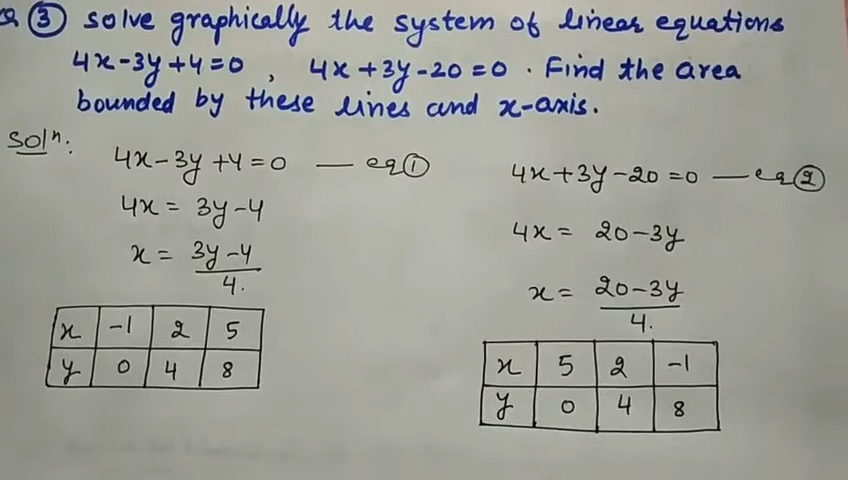 Q ③ Solve graphically the system of linear equations
4x-3y+4=0 , 4x+3y-20=0 . Find the area
bounded by these lines and x-axis.
Solⁿ:
4x-3y+4=0 — eq①
4x = 3y-4
x = 3y-4/4.
x -1 2 5
y 0 4 8
4x+3y-20=0 — eq②
4x = 20-3y
x = 20-3y/4.
x 5 2 -1
y 0 4 8